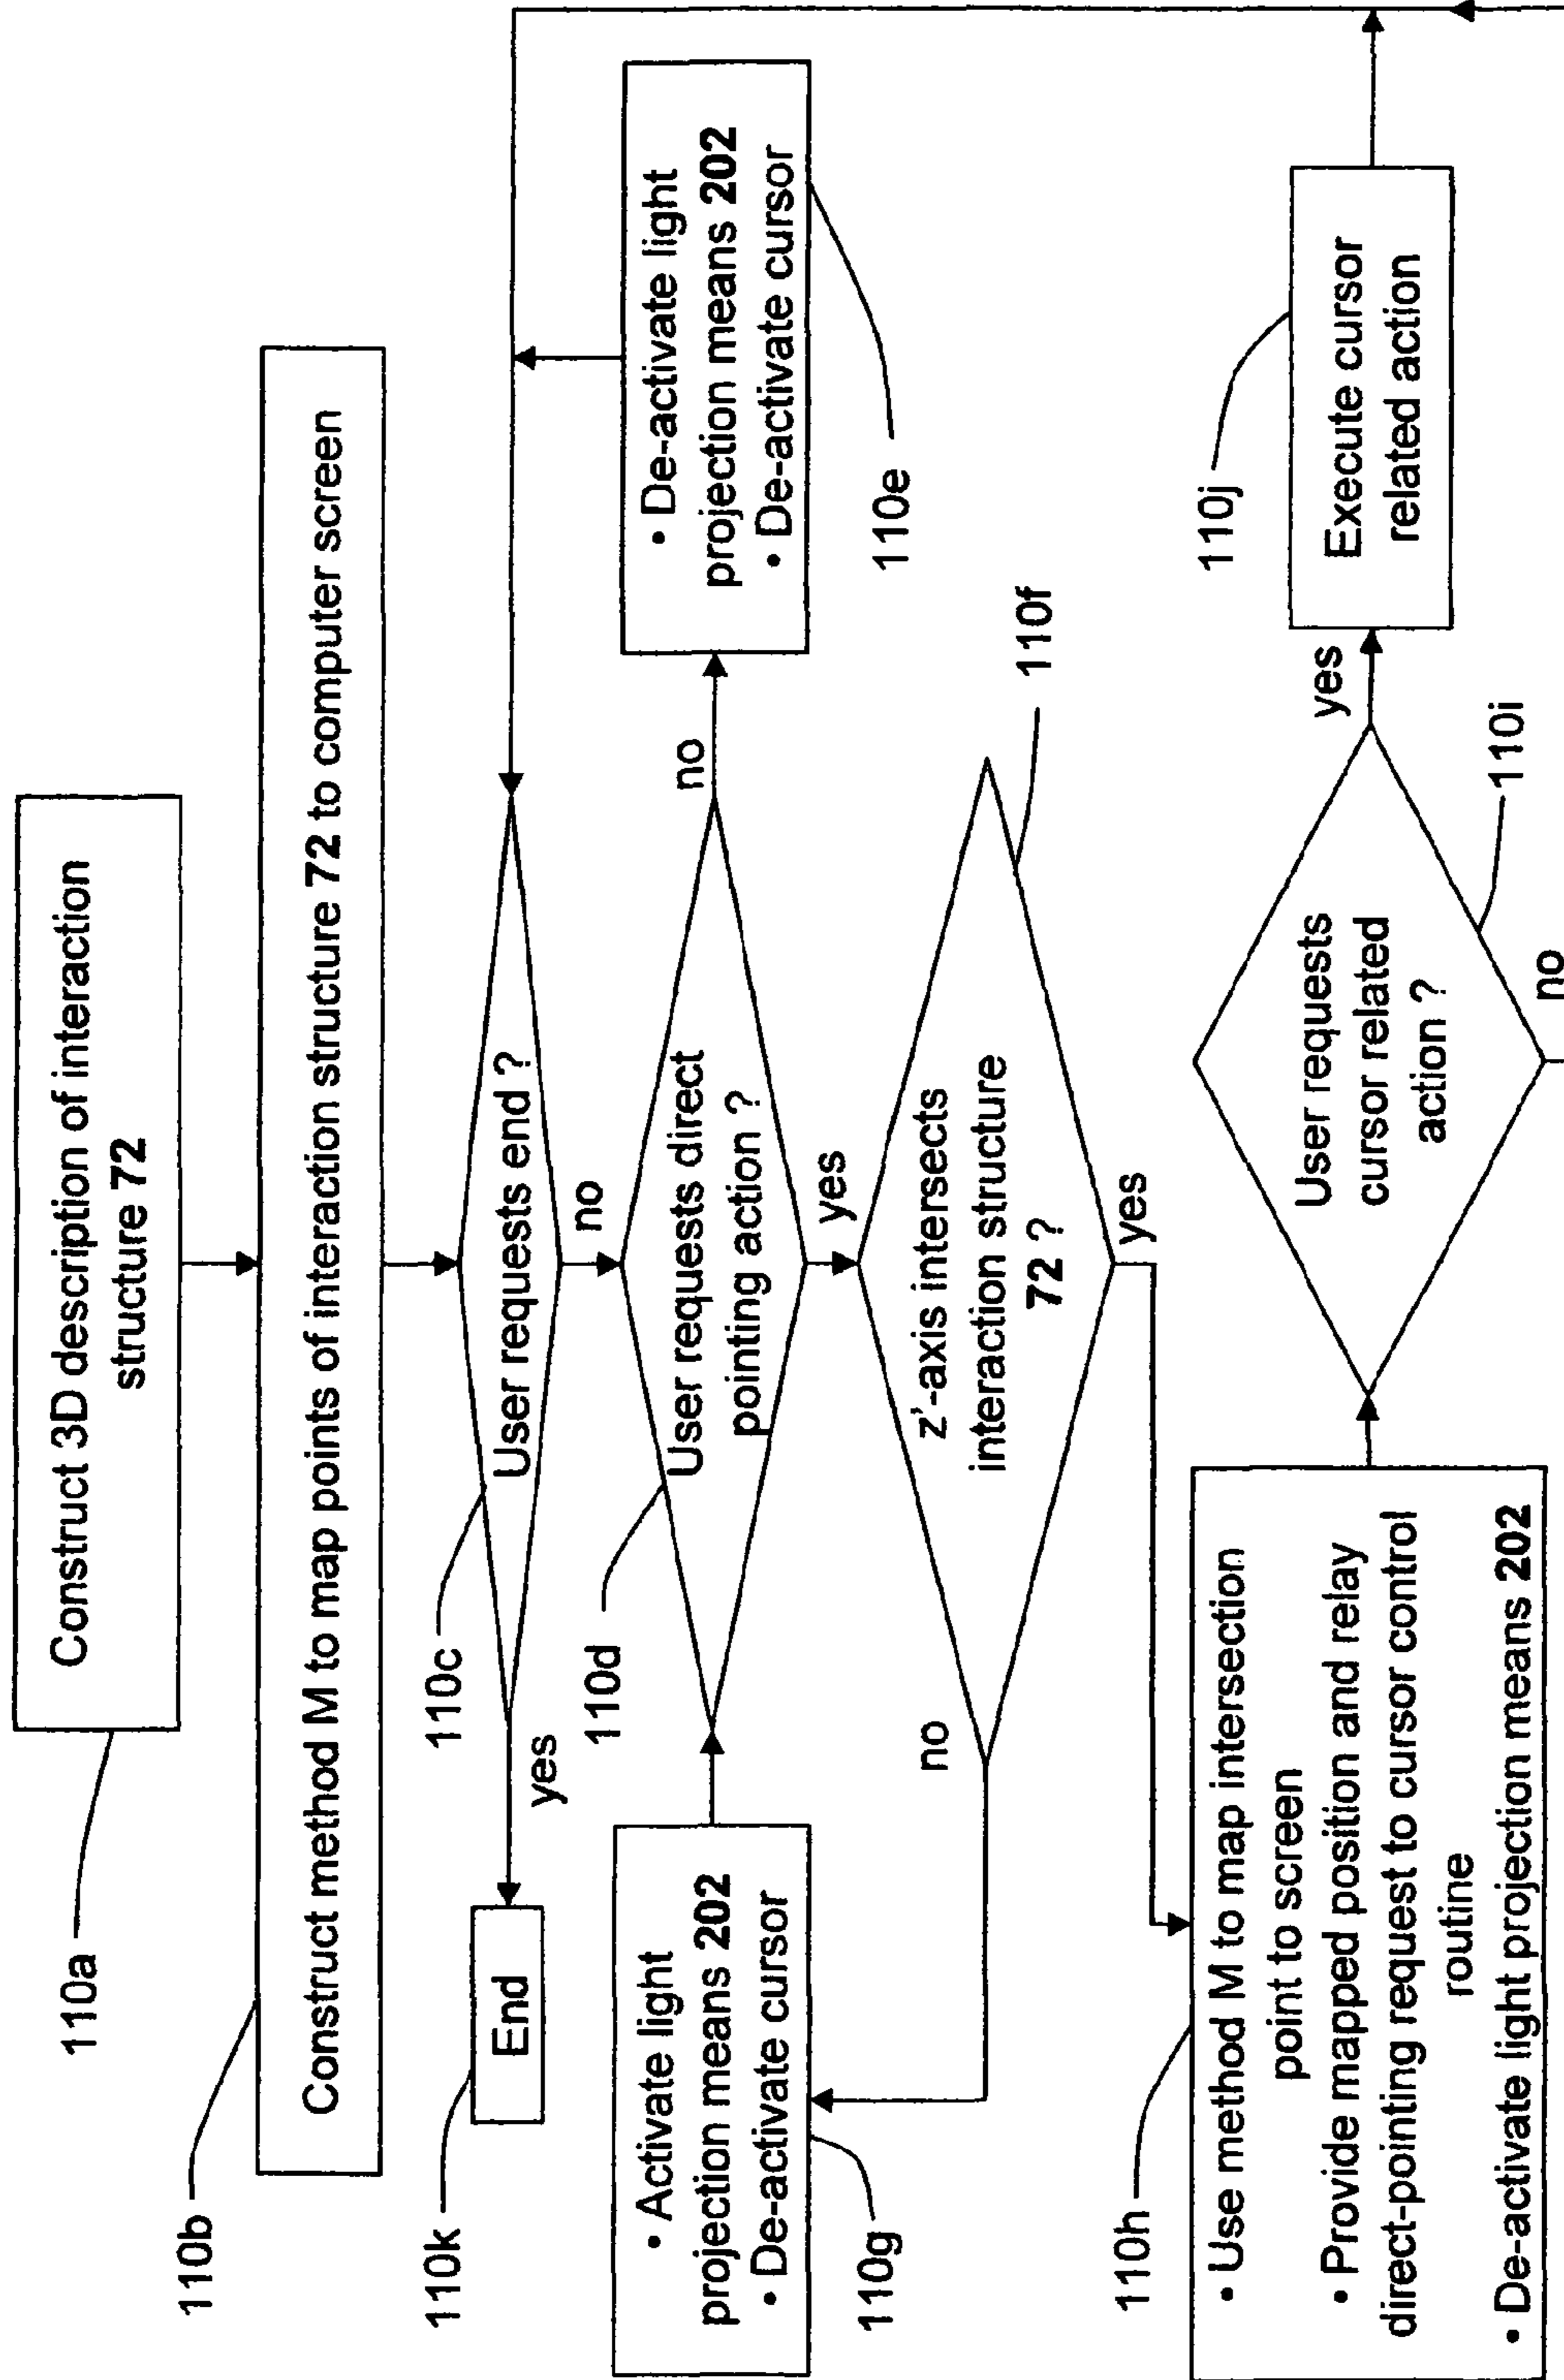 Construct 3D description of interaction
structure 72
110a
Construct method M to map points of interaction structure 72 to computer screen
110b
110c
User requests end ?
yes
no
End
110k
110d
User requests direct
pointing action ?
no
yes
• De-activate light
projection means 202
• De-activate cursor
110e
• Activate light
projection means 202
• De-activate cursor
110g
z'-axis intersects
interaction structure
72 ?
110f
no
yes
110h
• Use method M to map intersection
point to screen
• Provide mapped position and relay
direct-pointing request to cursor control
routine
• De-activate light projection means 202
User requests
cursor related
action ?
110i
yes
no
110j
Execute cursor
related action